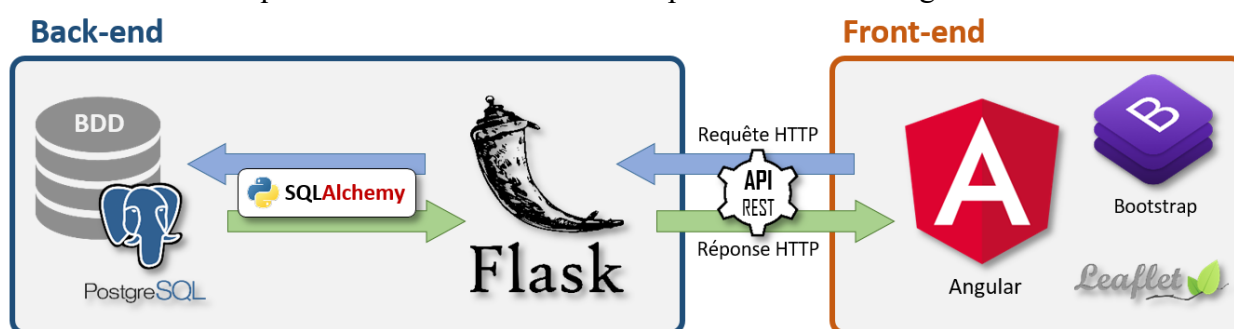 Back-end
Front-end
BDD
PostgreSQL
SQLAlchemy
Flask
Requête HTTP
API
REST
Réponse HTTP
A
Angular
B
Bootstrap
Leaflet